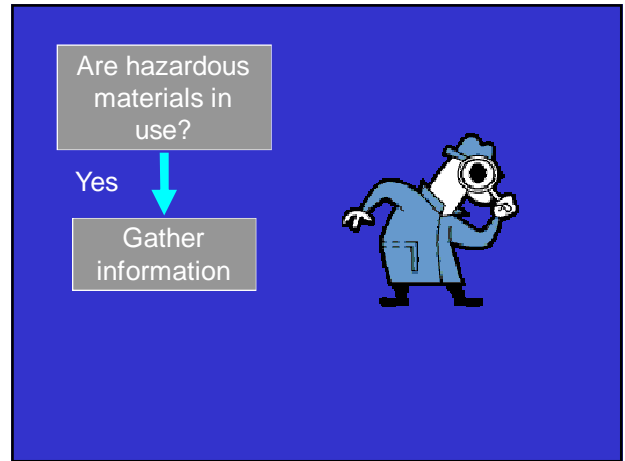 Are hazardous
materials in
use?
Yes
Gather
information